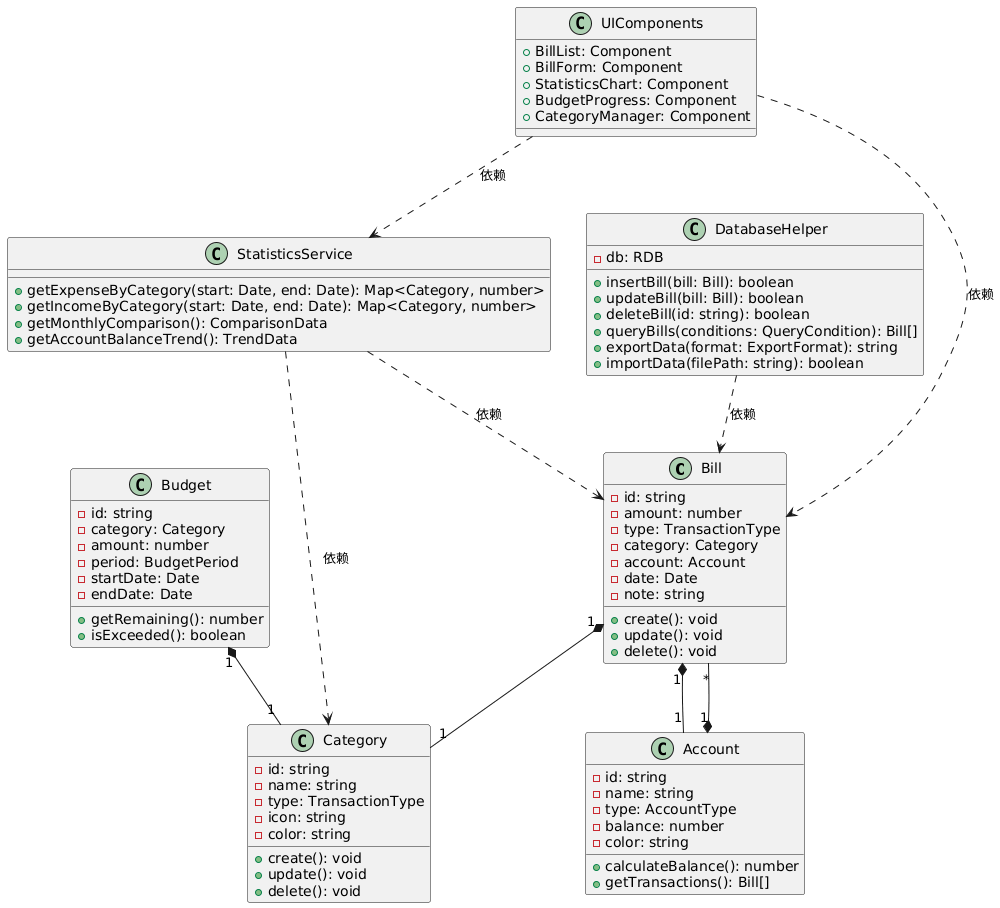 C UIComponents
BillList: Component
BillForm: Component
StatisticsChart: Component
BudgetProgress: Component
CategoryManager: Component
依赖
依赖
C StatisticsService
getExpenseByCategory(start: Date, end: Date): Map<Category, number>
getIncomeByCategory(start: Date, end: Date): Map<Category, number>
getMonthlyComparison(): ComparisonData
getAccountBalanceTrend(): TrendData
C DatabaseHelper
db: RDB
insertBill(bill: Bill): boolean
updateBill(bill: Bill): boolean
deleteBill(id: string): boolean
queryBills(conditions: QueryCondition): Bill[]
exportData(format: ExportFormat): string
importData(filePath: string): boolean
依赖
依赖
依赖
C Budget
id: string
category: Category
amount: number
period: BudgetPeriod
startDate: Date
endDate: Date
getRemaining(): number
isExceeded(): boolean
C Bill
id: string
amount: number
type: TransactionType
category: Category
account: Account
date: Date
note: string
create(): void
update(): void
delete(): void
1
1
1
1
1
1
*
1
C Category
id: string
name: string
type: TransactionType
icon: string
color: string
create(): void
update(): void
delete(): void
C Account
id: string
name: string
type: AccountType
balance: number
color: string
calculateBalance(): number
getTransactions(): Bill[]